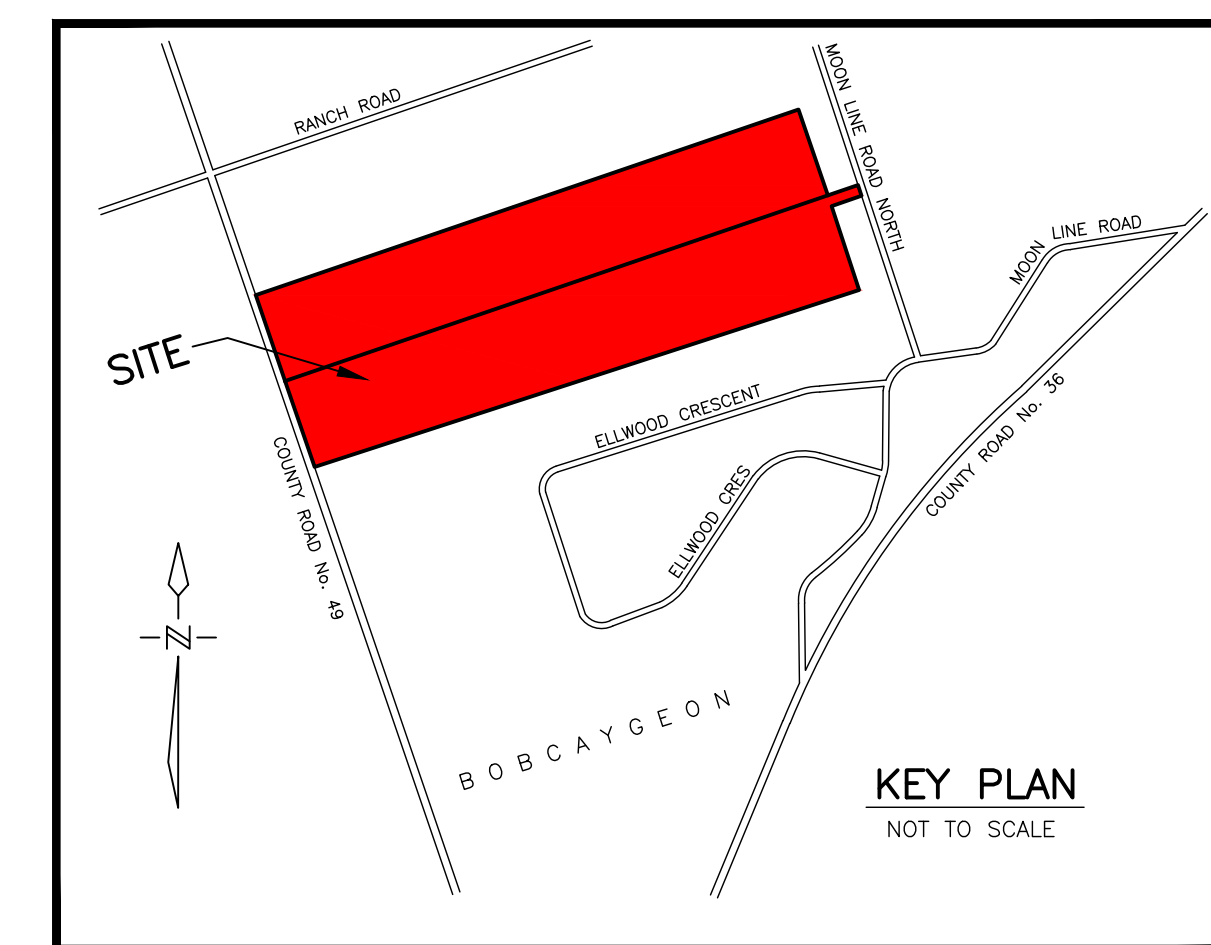 RANCH ROAD
MOON LINE ROAD NORTH
MOON LINE ROAD
SITE
ELLWOOD CRESCENT
COUNTY ROAD No. 36
COUNTY ROAD No. 49
ELLWOOD CRES
N
BOBCAYGEON
KEY PLAN
NOT TO SCALE